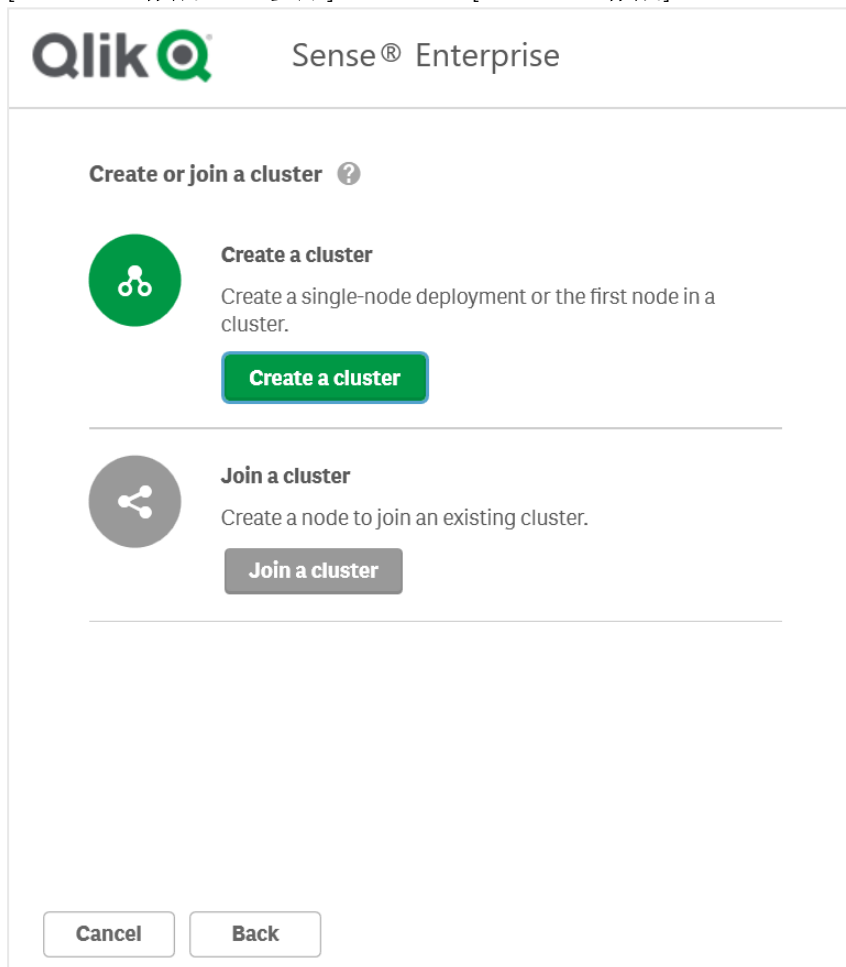 Qlik
Sense® Enterprise
Create or join a cluster ?
Create a cluster
Create a single-node deployment or the first node in a
cluster.
Create a cluster
Join a cluster
Create a node to join an existing cluster.
Join a cluster
Cancel
Back